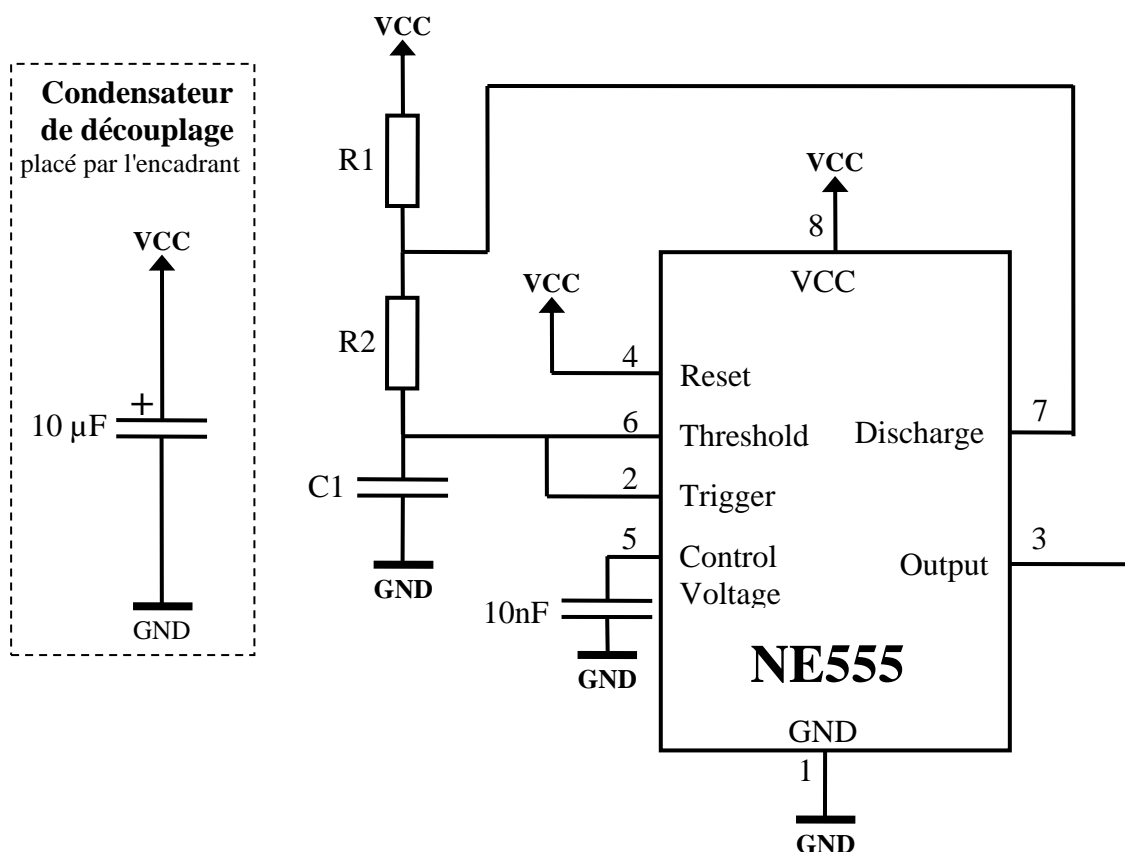 Condensateur
de découplage
placé par l'encadrant
VCC
10 µF
+
GND
VCC
R1
R2
C1
GND
VCC
8
VCC
VCC
4
Reset
6
Threshold
2
Trigger
5
Control
Voltage
10nF
GND
Discharge
7
Output
3
NE555
GND
1
GND